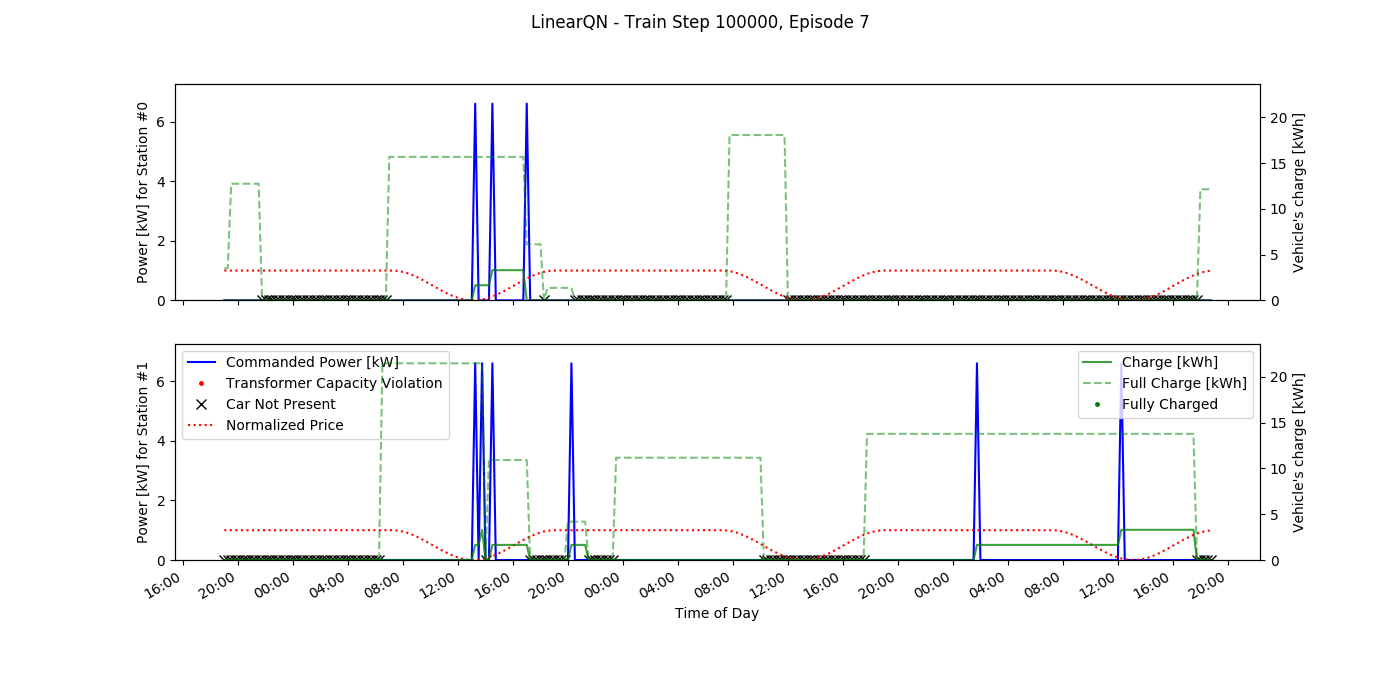 LinearQN - Train Step 100000, Episode 7
Power [kW] for Station #0
6
4
2
0
20
15
10
5
0
Vehicle's charge [kWh]
Power [kW] for Station #1
6
4
2
0
Commanded Power [kW]
Transformer Capacity Violation
Car Not Present
Normalized Price
Charge [kWh]
Full Charge [kWh]
Fully Charged
20
15
10
5
0
Vehicle's charge [kWh]
16:00 20:00 00:00 04:00 08:00 12:00 16:00 20:00 00:00 04:00 08:00 12:00 16:00 20:00 00:00 04:00 08:00 12:00 16:00 20:00
Time of Day